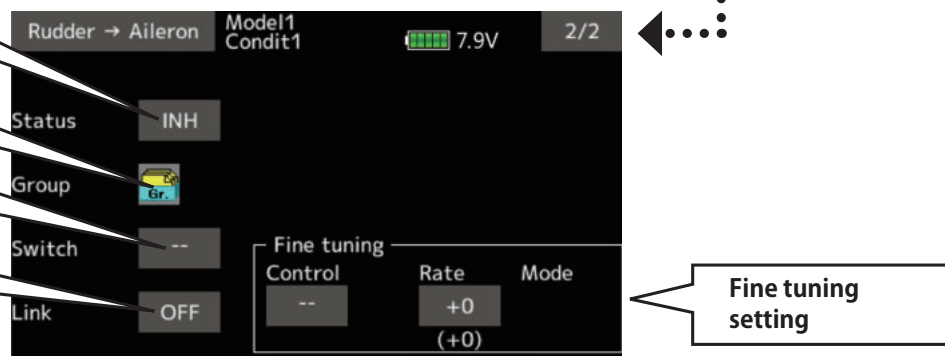 Rudder → Aileron Model1 Condit1 7.9V 2/2
Status INH
Group Gr.
Switch --
Link OFF
Fine tuning
Control Rate Mode
-- +0
(+0)
Fine tuning
setting